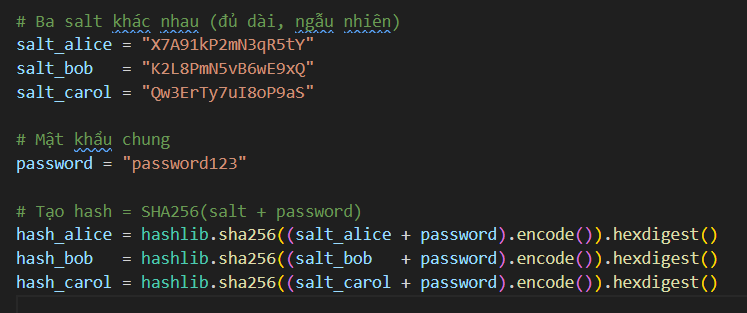 # Ba salt khác nhau (đủ dài, ngẫu nhiên)
salt_alice = "X7A91kP2mN3qR5tY"
salt_bob   = "K2L8PmN5vB6wE9xQ"
salt_carol = "Qw3ErTy7uI8oP9aS"
# Mật khẩu chung
password = "password123"
# Tạo hash = SHA256(salt + password)
hash_alice = hashlib.sha256((salt_alice + password).encode()).hexdigest()
hash_bob   = hashlib.sha256((salt_bob   + password).encode()).hexdigest()
hash_carol = hashlib.sha256((salt_carol + password).encode()).hexdigest()